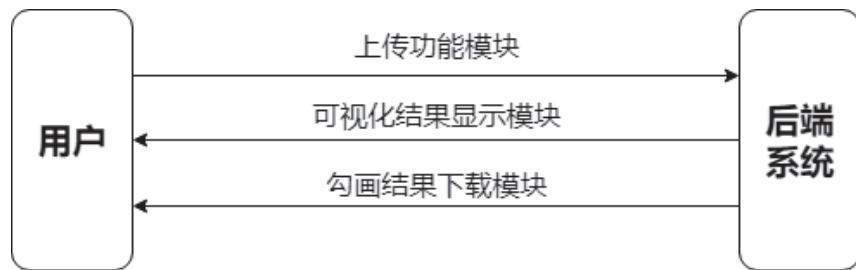 上传功能模块
可视化结果显示模块
用户
后端
系统
勾画结果下载模块